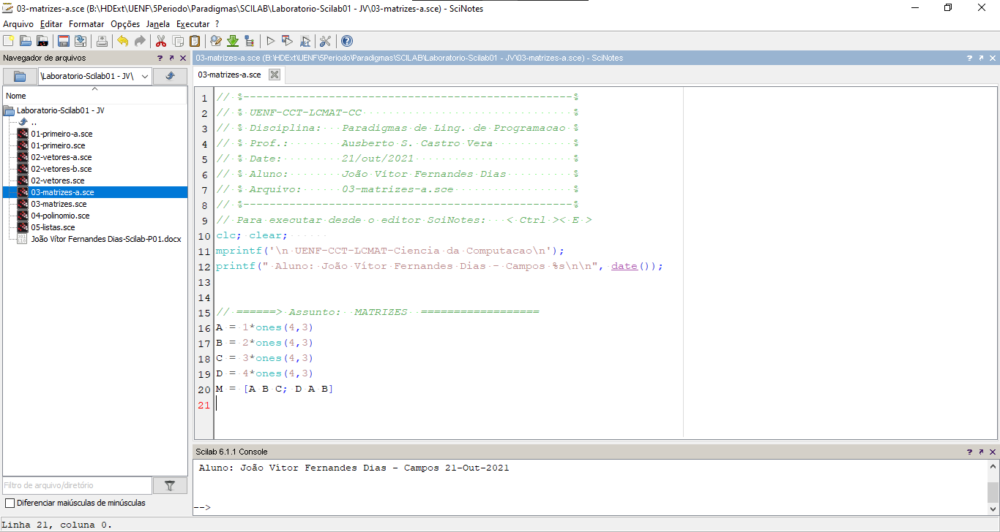 03-matrizes-a.sce (B:\HDExt\UENF\5Periodo\Paradigmas\SCILAB\Laboratorio-Scilab01 - JV\03-matrizes-a.sce) - SciNotes
Arquivo Editar Formatar Opções Janela Executar ?
Navegador de arquivos
\Laboratorio-Scilab01 - JV\
Nome
Laboratorio-Scilab01 - JV
..
01-primeiro-a.sce
01-primeiro.sce
02-vetores-a.sce
02-vetores-b.sce
02-vetores.sce
03-matrizes-a.sce
03-matrizes.sce
04-polinomio.sce
05-listas.sce
João Vítor Fernandes Dias-Scilab-P01.docx
Filtro de arquivo/diretório
Diferenciar maiúsculas de minúsculas
03-matrizes-a.sce (B:\HDExt\UENF\5Periodo\Paradigmas\SCILAB\Laboratorio-Scilab01 - JV\03-matrizes-a.sce) - SciNotes
03-matrizes-a.sce
1 // %--------------------------------------------------%
2 // % UENF-CCT-LCMAT-CC %
3 // % Disciplina: Paradigmas de Ling. de Programacao %
4 // % Prof.: Ausberto S. Castro Vera %
5 // % Date: 21/out/2021 %
6 // % Aluno: João Vítor Fernandes Dias %
7 // % Arquivo: 03-matrizes-a.sce %
8 // %--------------------------------------------------%
9 // Para executar desde o editor SciNotes: < Ctrl >< E >
10 clc; clear;
11 mprintf('\n UENF-CCT-LCMAT-Ciencia da Computacao\n');
12 printf(" Aluno: João Vítor Fernandes Dias - Campos %s\n\n", date());
13
14
15 // ======> Assunto: MATRIZES ==================
16 A = 1*ones(4,3)
17 B = 2*ones(4,3)
18 C = 3*ones(4,3)
19 D = 4*ones(4,3)
20 M = [A B C; D A B]
21
Scilab 6.1.1 Console
Aluno: João Vítor Fernandes Dias - Campos 21-Out-2021
-->
Linha 21, coluna 0.